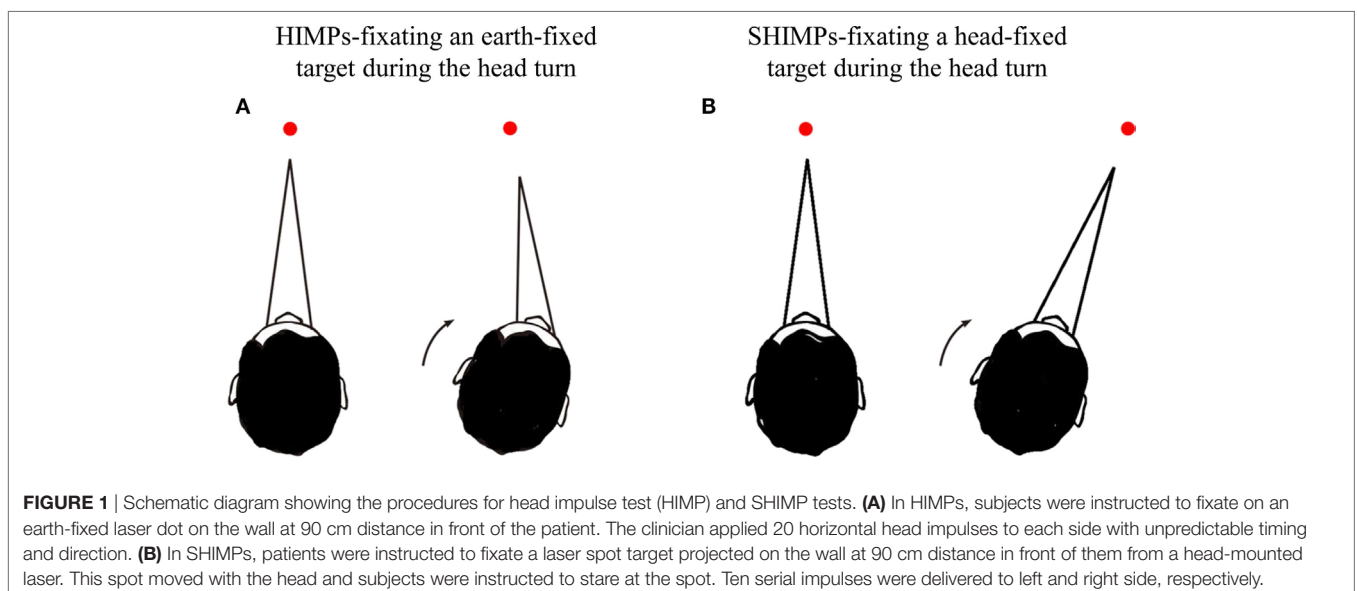 HIMPs-fixating an earth-fixed
target during the head turn
SHIMPs-fixating a head-fixed
target during the head turn
A
B
FIGURE 1 | Schematic diagram showing the procedures for head impulse test (HIMP) and SHIMP tests. (A) In HIMPs, subjects were instructed to fixate on an
earth-fixed laser dot on the wall at 90 cm distance in front of the patient. The clinician applied 20 horizontal head impulses to each side with unpredictable timing
and direction. (B) In SHIMPs, patients were instructed to fixate a laser spot target projected on the wall at 90 cm distance in front of them from a head-mounted
laser. This spot moved with the head and subjects were instructed to stare at the spot. Ten serial impulses were delivered to left and right side, respectively.